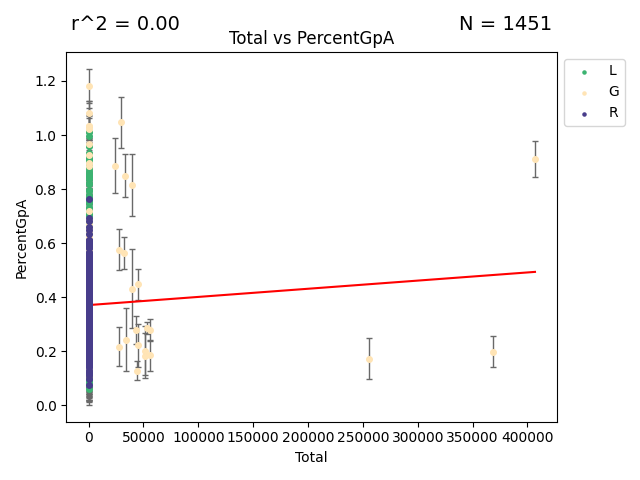 r^2 = 0.00
N = 1451
Total vs PercentGpA
L
G
R
1.2
1.0
0.8
0.6
0.4
0.2
0.0
PercentGpA
0 50000 100000 150000 200000 250000 300000 350000 400000
Total